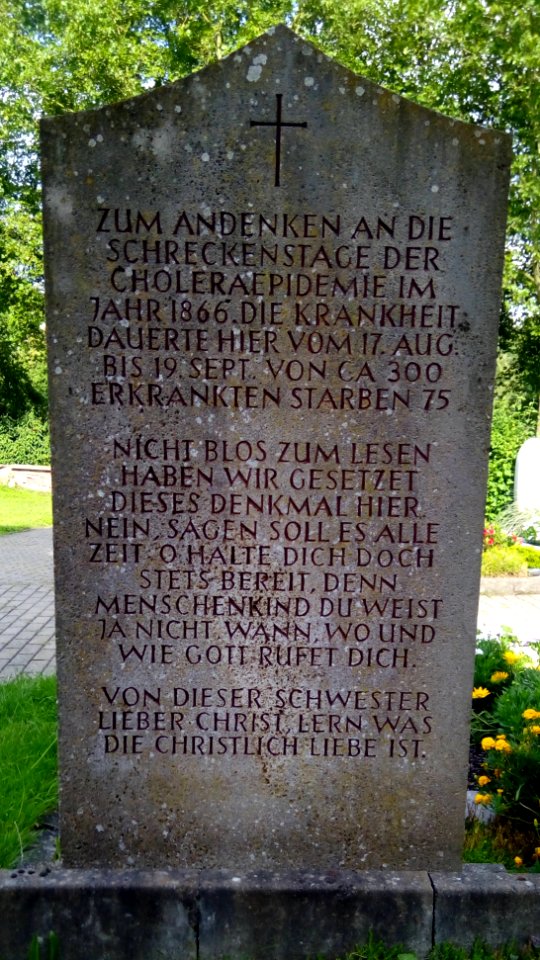 ZUM ANDENKEN AN DIE
SCHRECKENSTAGE DER
CHOLERAEPIDEMIE IM
JAHR 1866. DIE KRANKHEIT
DAUERTE HIER VOM 17. AUG.
BIS 19. SEPT. VON CA 300
ERKRANKTEN STARBEN 75
NICHT BLOS ZUM LESEN
HABEN WIR GESETZET
DIESES DENKMAL HIER.
NEIN, SAGEN SOLL ES ALLE
ZEIT: O HALTE DICH DOCH
STETS BEREIT, DENN
MENSCHENKIND DU WEIST
JA NICHT, WANN, WO UND
WIE GOTT RUFET DICH.
VON DIESER SCHWESTER
LIEBER CHRIST, LERN WAS
DIE CHRISTLICH LIEBE IST.